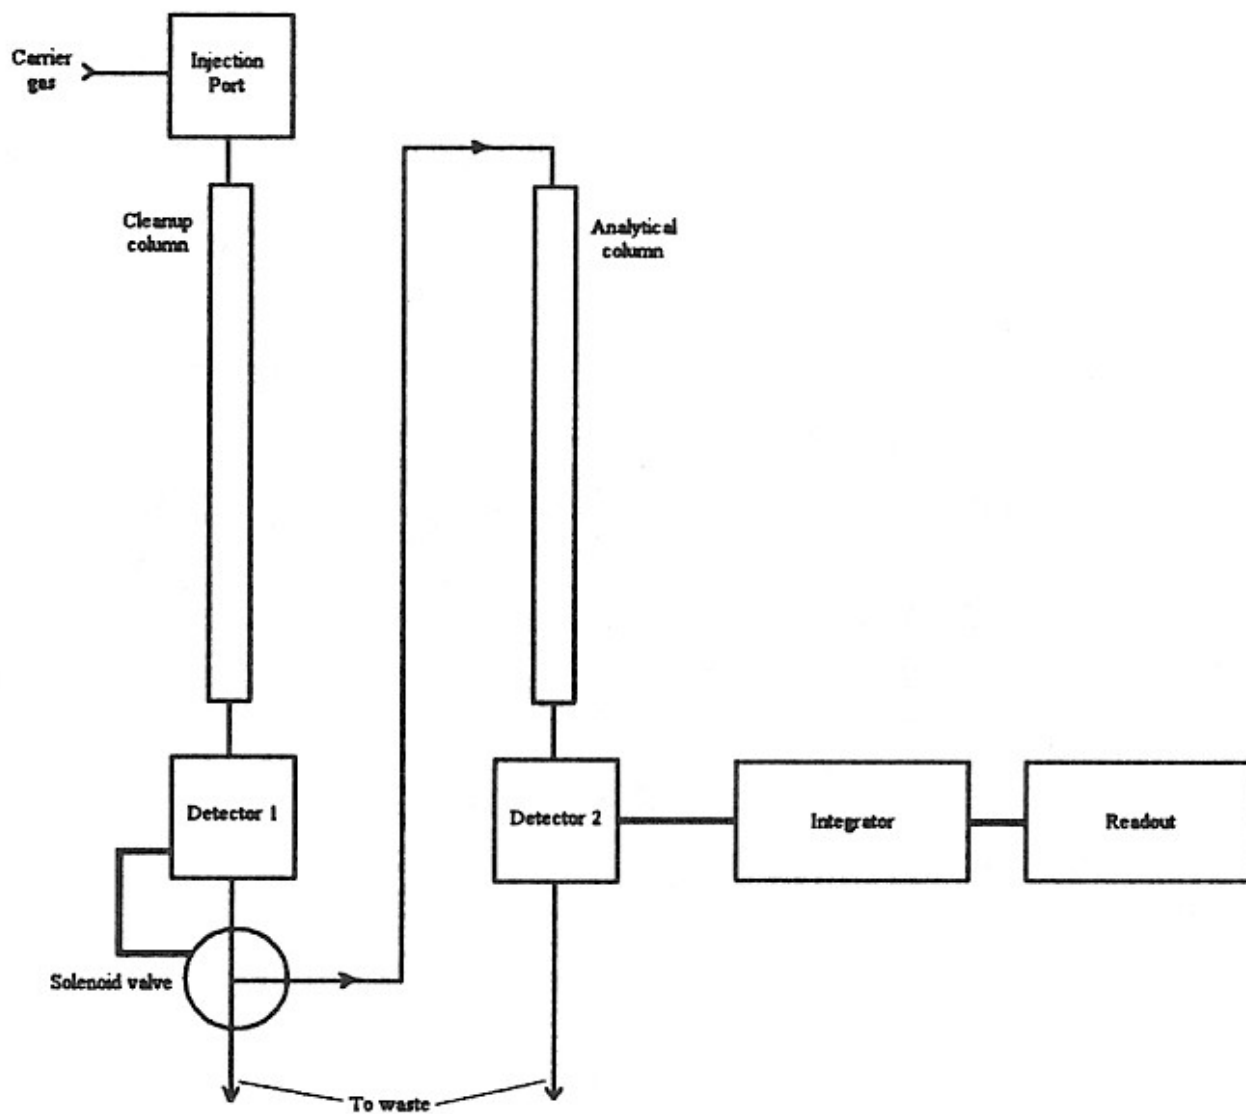 Carrier
gas
Injection
Port
Cleanup
column
Analytical
column
Detector 1
Detector 2
Integrator
Readout
Solenoid valve
To waste